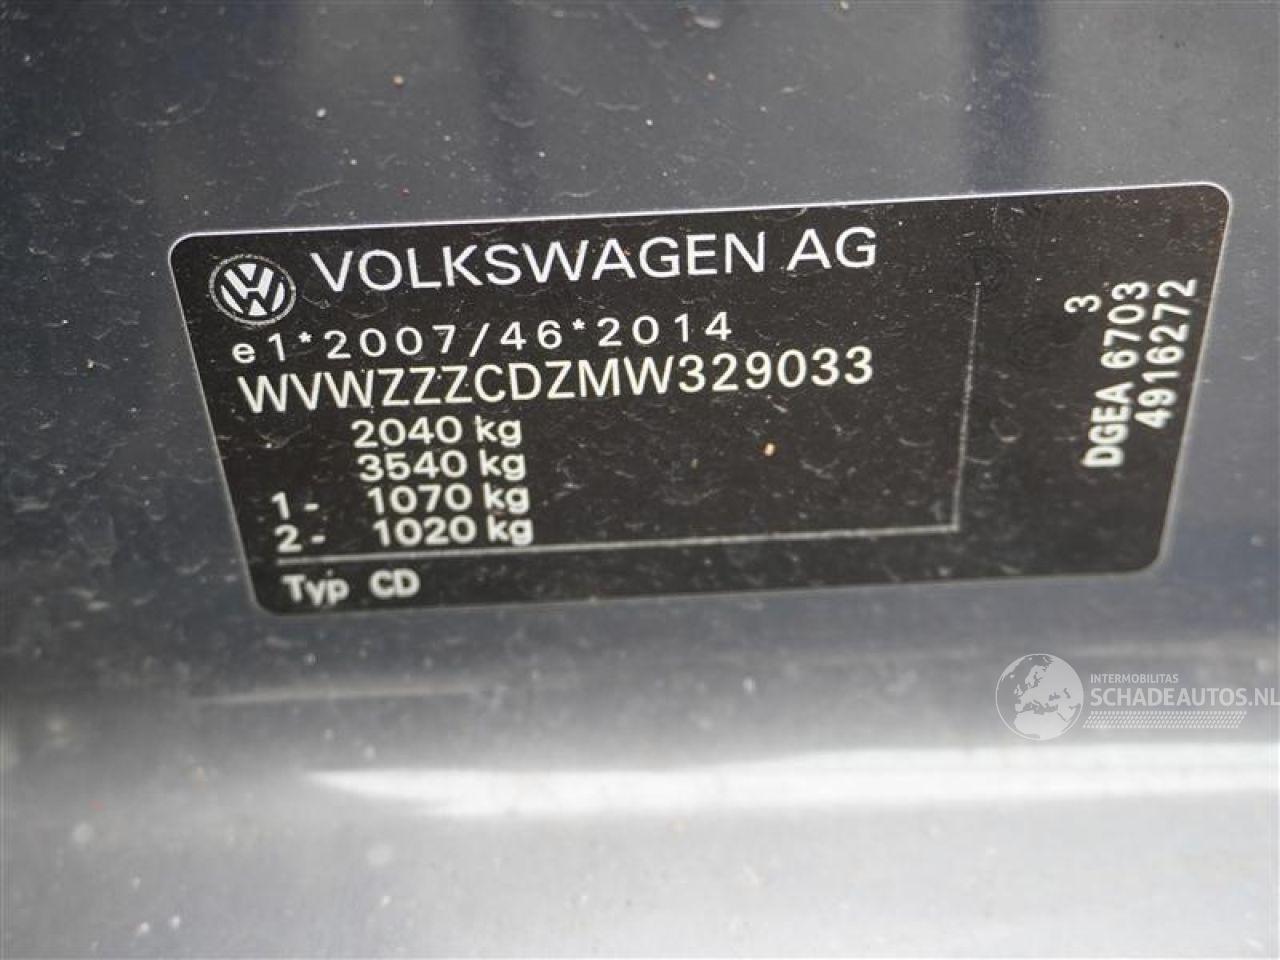 VOLKSWAGEN AG
e1*2007/46*2014
WVWZZZCDZMW329033
2040 kg
3540 kg
1- 1070 kg
2- 1020 kg
Typ CD
3
DGEA 6703
4916272
INTERMOBILITAS
SCHADEAUTOS.NL